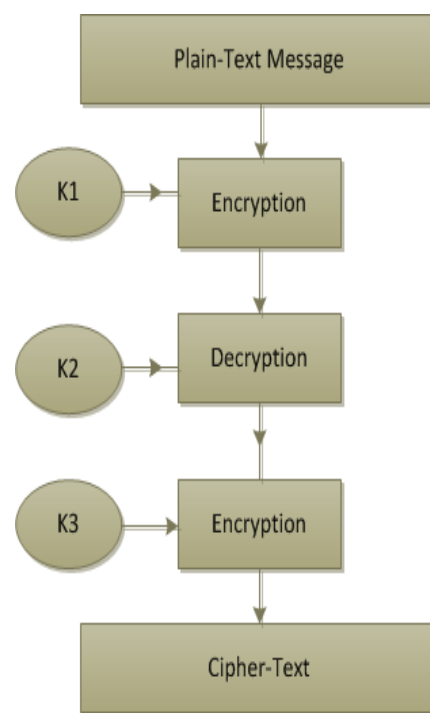 Plain-Text Message
K1
Encryption
K2
Decryption
K3
Encryption
Cipher-Text